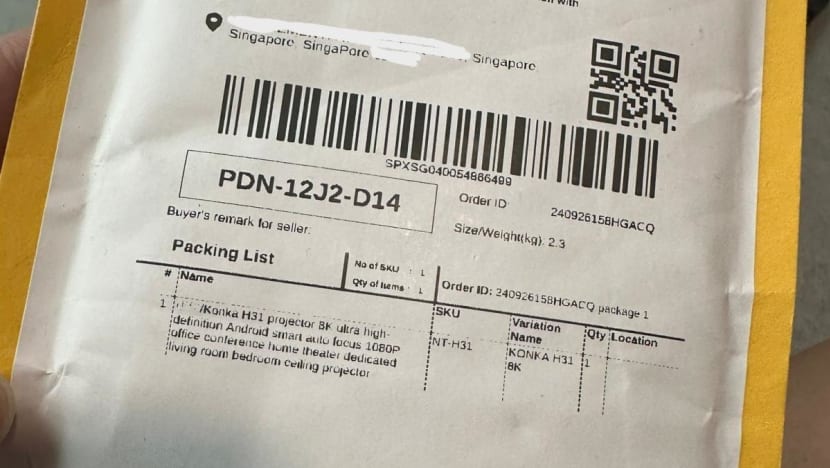 with
Singapore, SingaPore Singapore
SPXSG040054886499
PDN-12J2-D14
Order ID 240926158HGACQ
Size/Weight(kg): 2.3
Buyer's remark for seller:
Packing List
No of SKU : 1
Qty of Items : 1
Order ID: 240926158HGACQ package 1
# Name SKU Variation Name Qty Location
1 /Konka H31 projector 8K ultra high-
definition Android smart auto focus 1080P
office conference home theater dedicated
living room bedroom ceiling projector
NT-H31
KONKA H31
8K
1